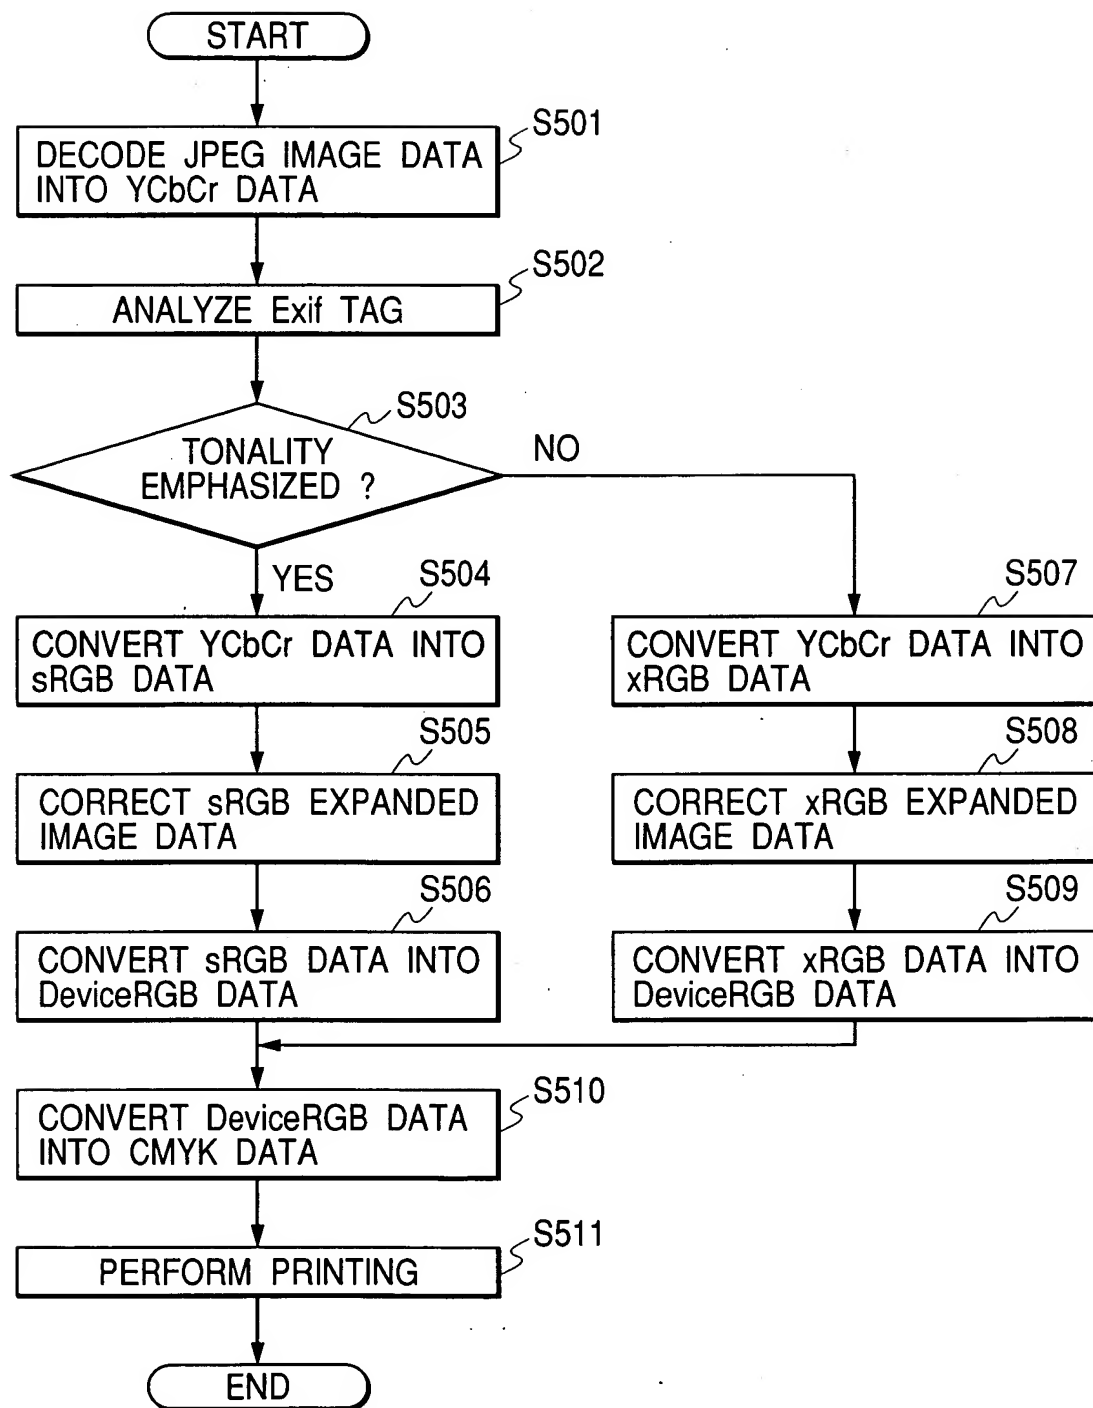 START
S501
DECODE JPEG IMAGE DATA
INTO YCbCr DATA
S502
ANALYZE Exif TAG
S503
TONALITY
EMPHASIZED ?
NO
YES
S504
CONVERT YCbCr DATA INTO
sRGB DATA
S505
CORRECT sRGB EXPANDED
IMAGE DATA
S506
CONVERT sRGB DATA INTO
DeviceRGB DATA
S507
CONVERT YCbCr DATA INTO
xRGB DATA
S508
CORRECT xRGB EXPANDED
IMAGE DATA
S509
CONVERT xRGB DATA INTO
DeviceRGB DATA
S510
CONVERT DeviceRGB DATA
INTO CMYK DATA
S511
PERFORM PRINTING
END